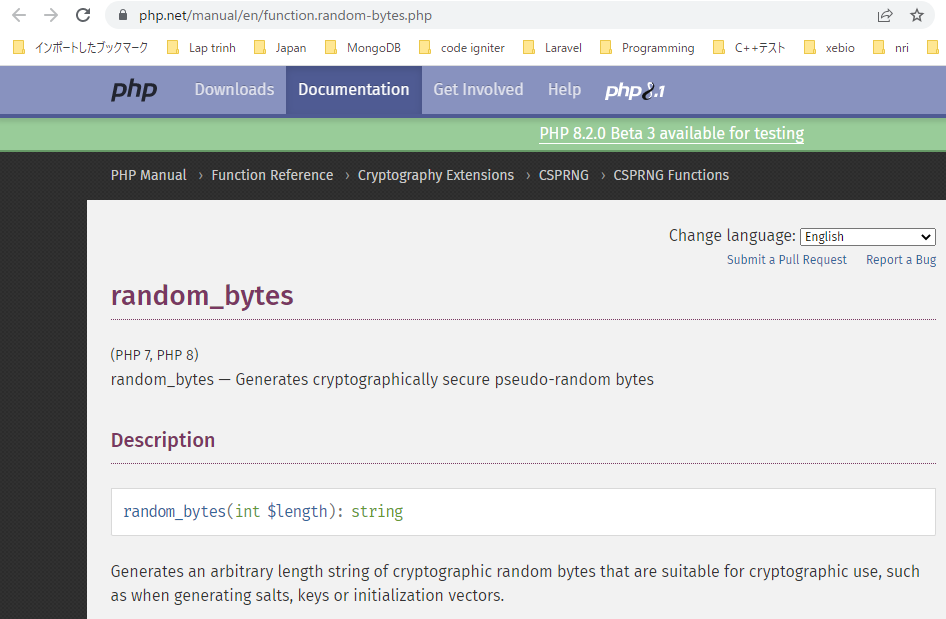 php.net/manual/en/function.random-bytes.php
インポートしたブックマーク Lap trinh Japan MongoDB code igniter Laravel Programming C++テスト xebio nri
php Downloads Documentation Get Involved Help php8.1
PHP 8.2.0 Beta 3 available for testing
PHP Manual › Function Reference › Cryptography Extensions › CSPRNG › CSPRNG Functions
Change language: English
Submit a Pull Request Report a Bug
random_bytes
(PHP 7, PHP 8)
random_bytes — Generates cryptographically secure pseudo-random bytes
Description
random_bytes(int $length): string
Generates an arbitrary length string of cryptographic random bytes that are suitable for cryptographic use, such
as when generating salts, keys or initialization vectors.